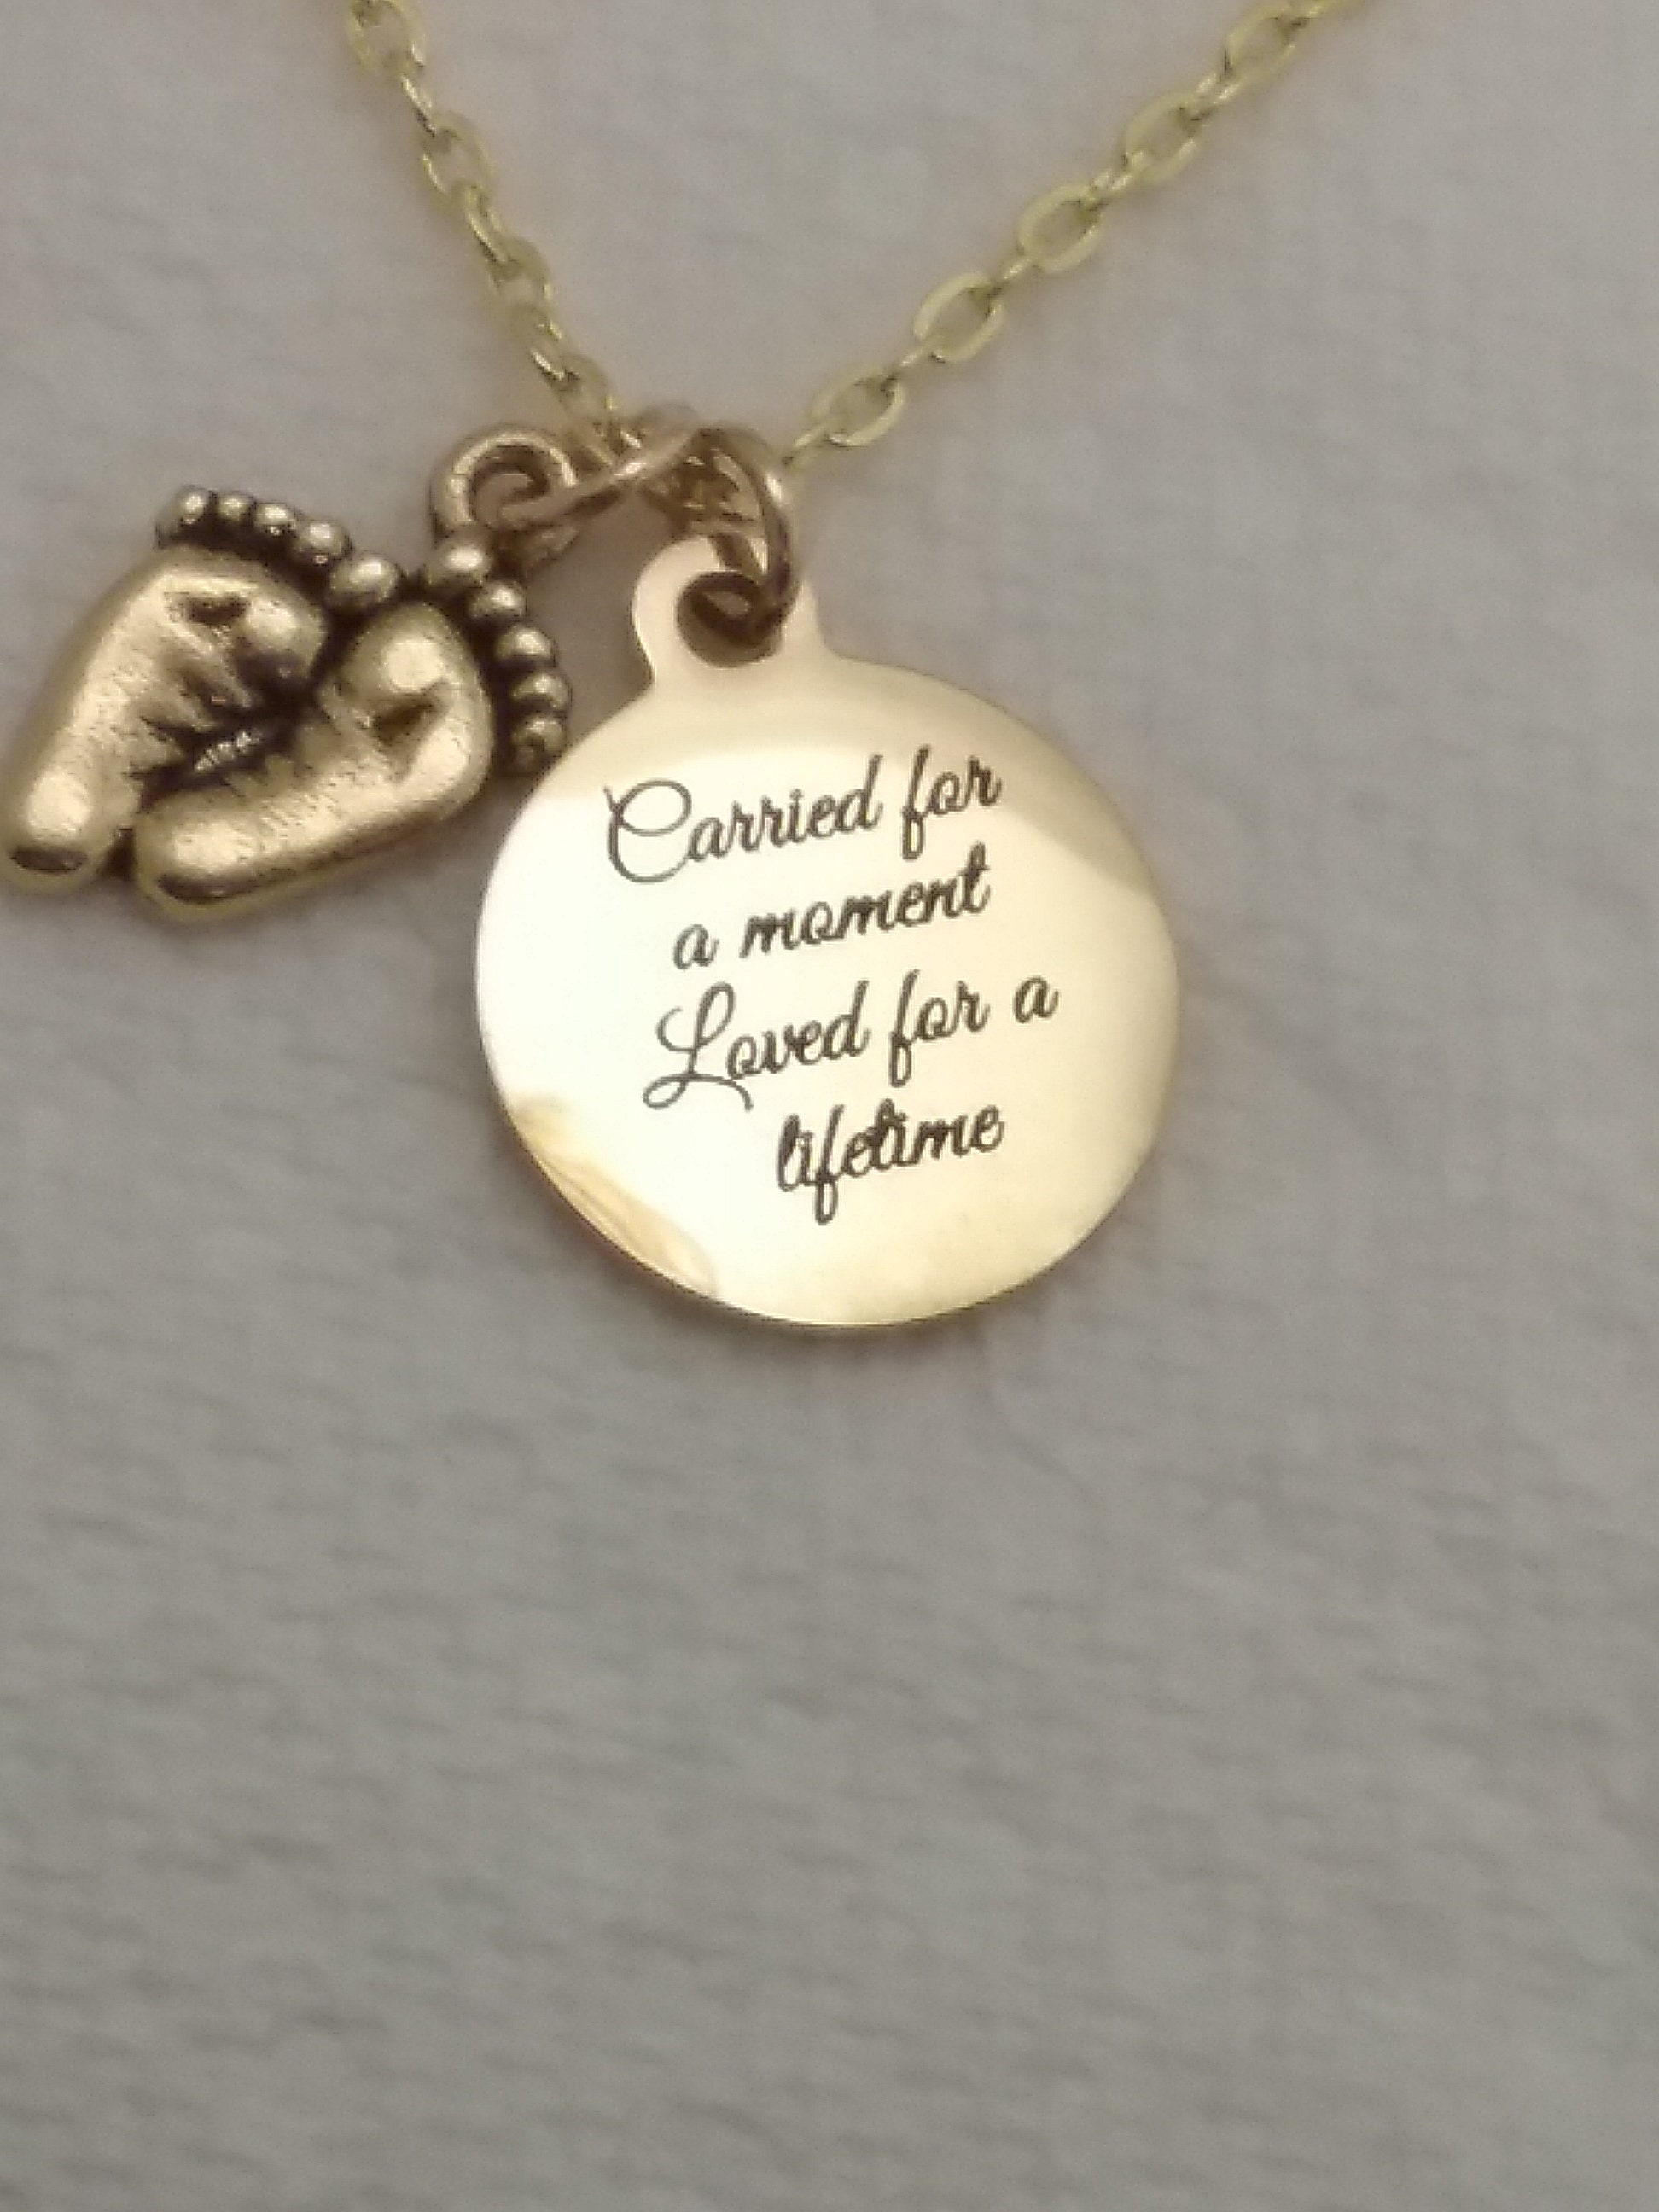 Carried for
a moment
Loved for a
lifetime